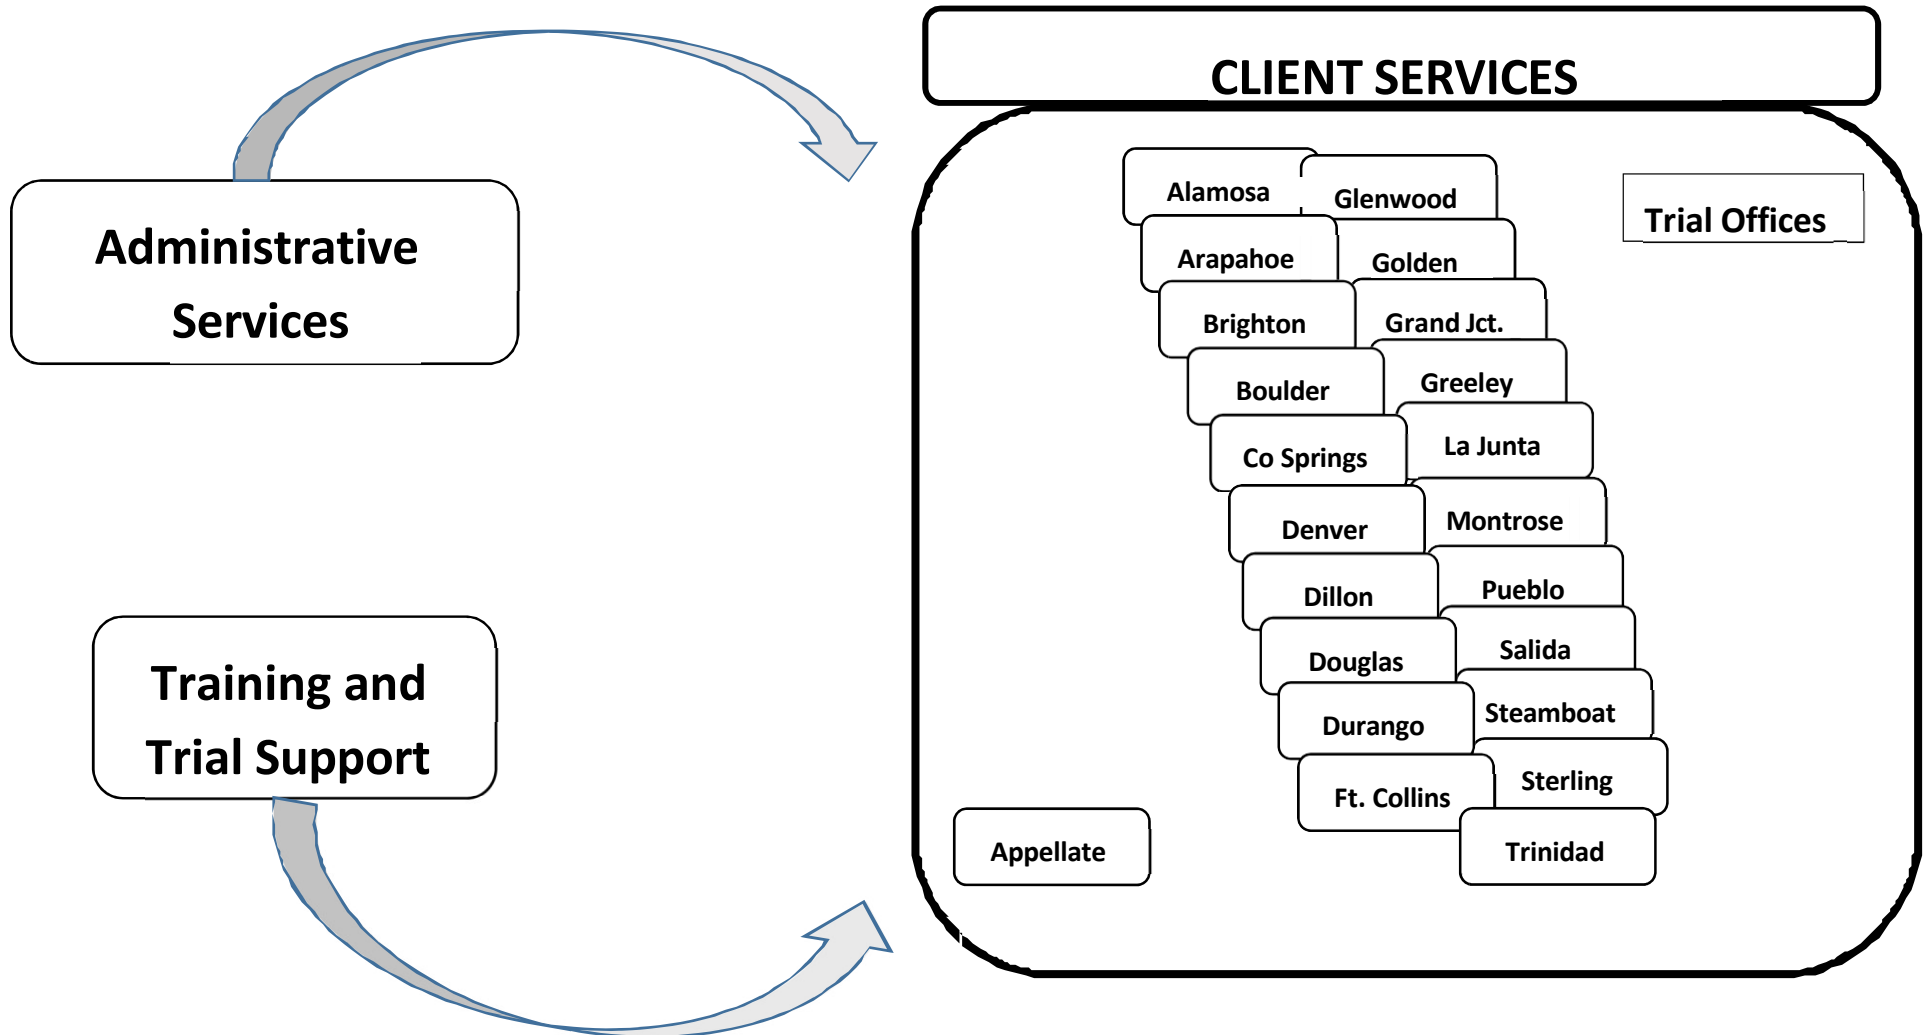 CLIENT SERVICES
Administrative
Services
Training and
Trial Support
Trial Offices
Alamosa
Arapahoe
Brighton
Boulder
Co Springs
Denver
Dillon
Douglas
Durango
Ft. Collins
Glenwood
Golden
Grand Jct.
Greeley
La Junta
Montrose
Pueblo
Salida
Steamboat
Sterling
Trinidad
Appellate